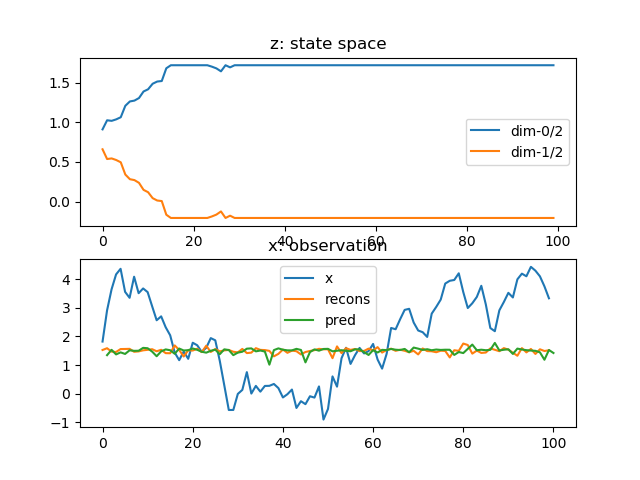 z: state space
1.5
1.0
0.5
0.0
dim-0/2
dim-1/2
0 20 40 60 80 100
x: observation
4
3
2
1
0
−1
x
recons
pred
0 20 40 60 80 100